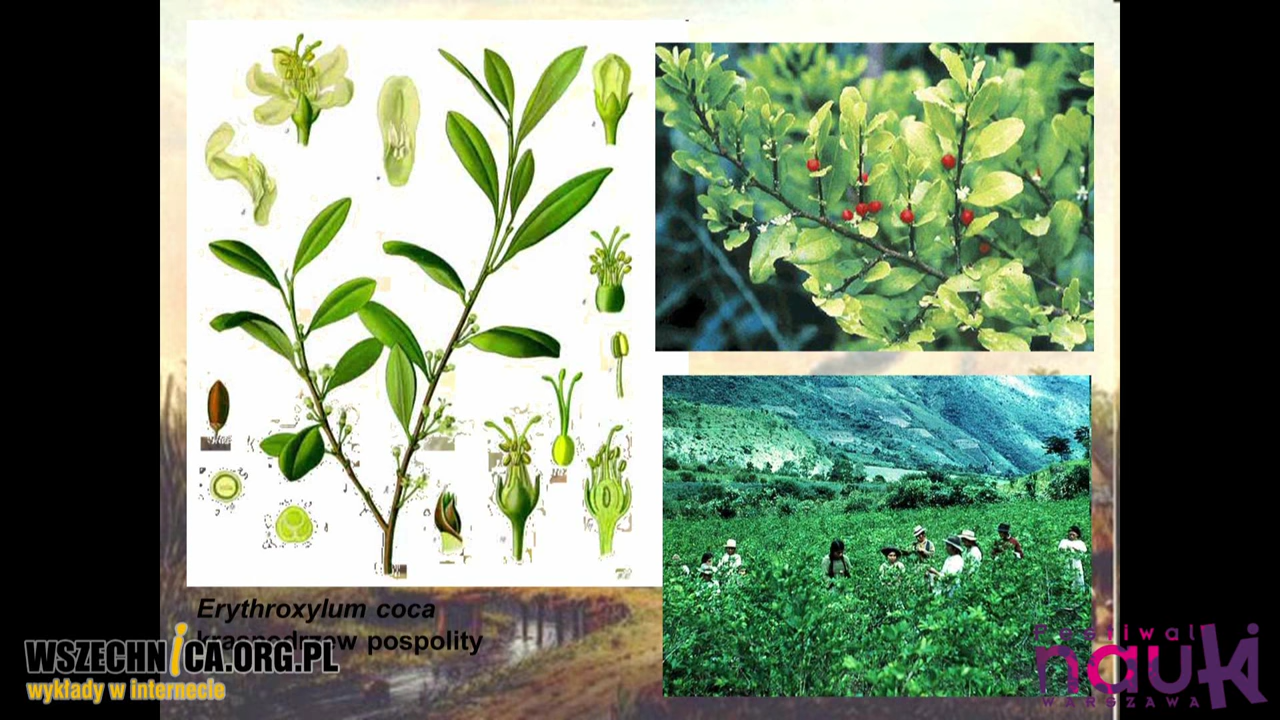 Erythroxylum coca
krasnodrzew pospolity
WSZECHNiCA.ORG.PL
wykłady w internecie
Festiwal
nauki
WARSZAWA